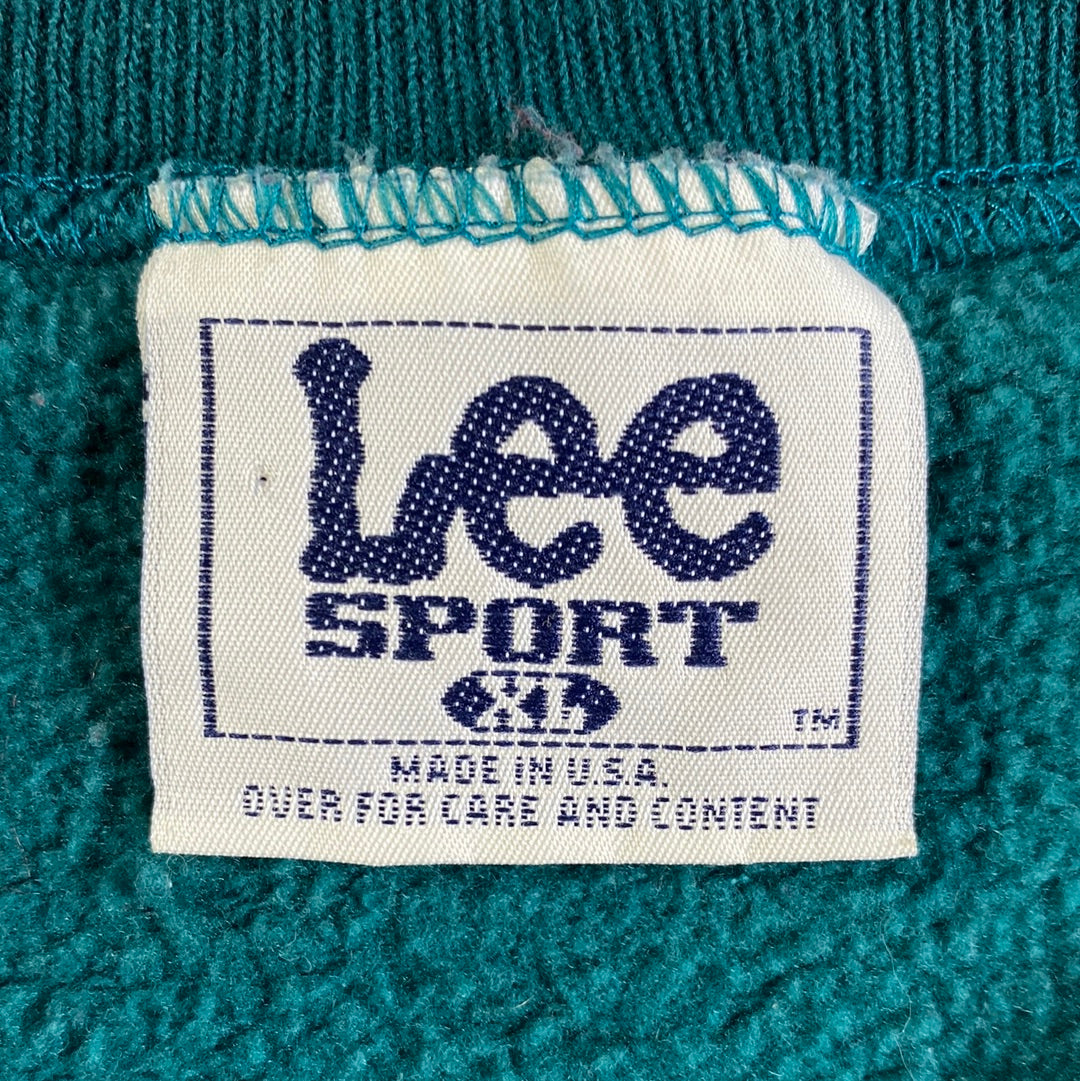 Lee
SPORT
XL
TM
MADE IN U.S.A.
OVER FOR CARE AND CONTENT